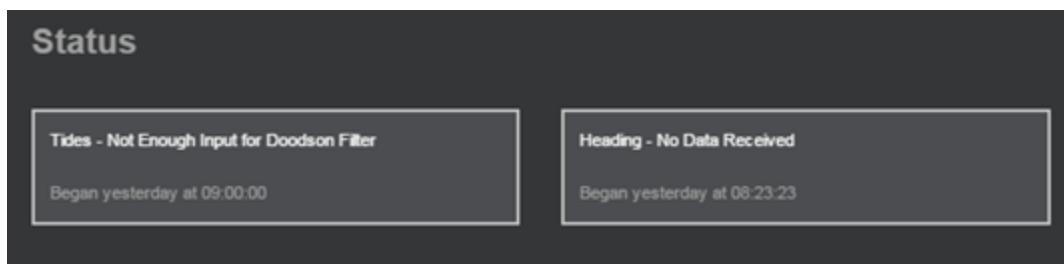 Status
Tides - Not Enough Input for Doodson Filter
Began yesterday at 09:00:00
Heading - No Data Received
Began yesterday at 08:23:23